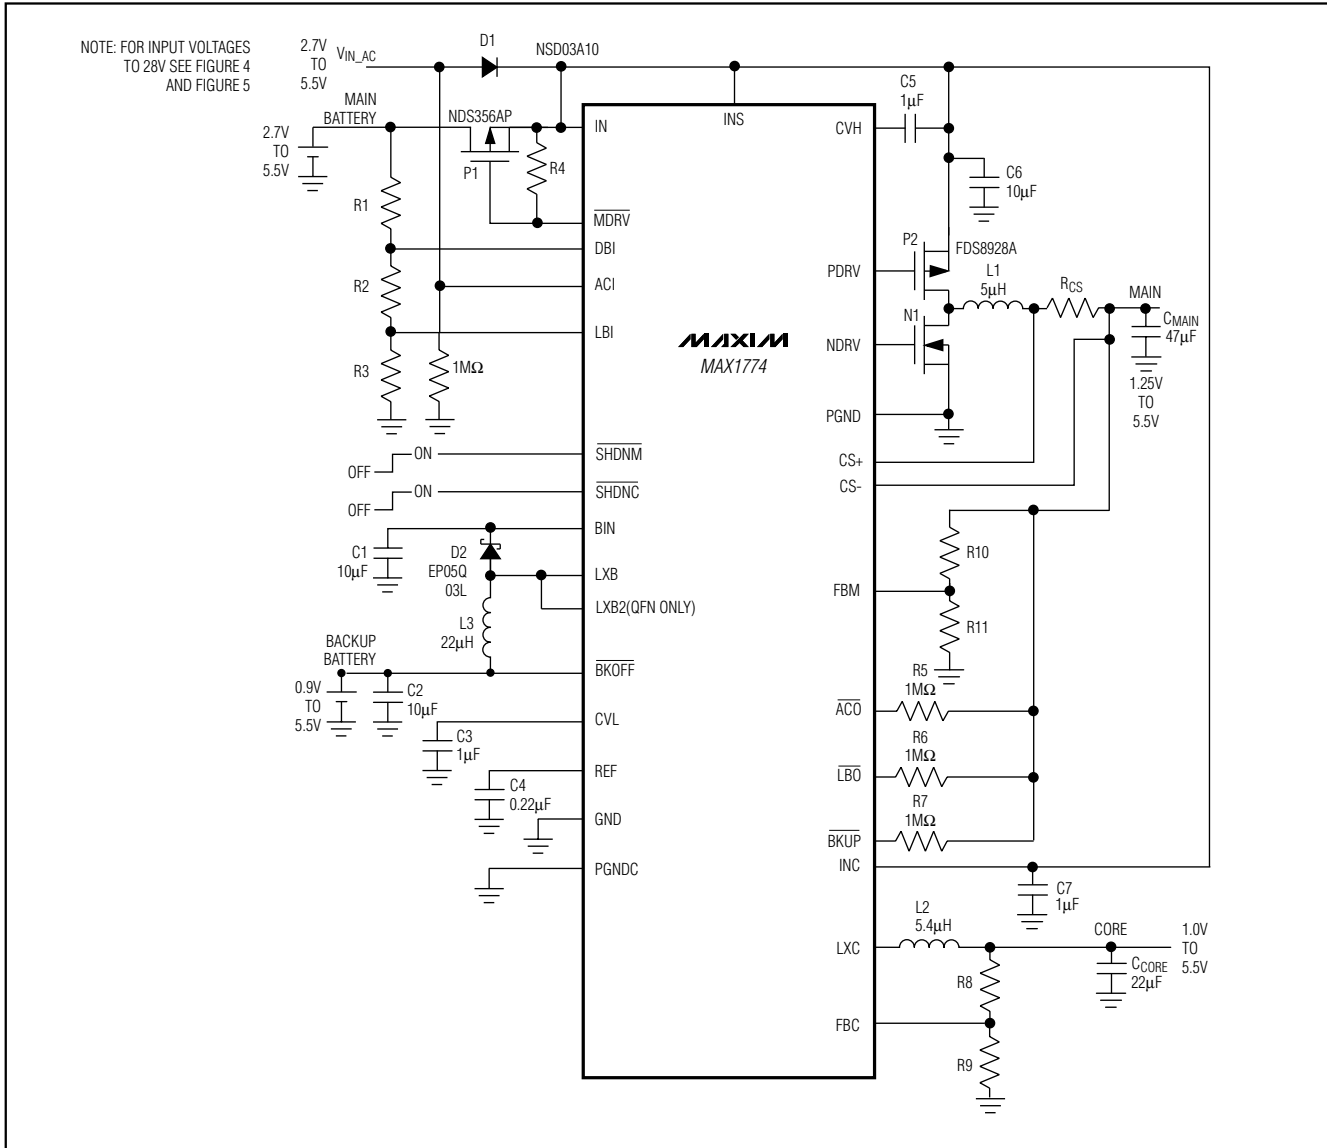 NOTE: FOR INPUT VOLTAGES
TO 28V SEE FIGURE 4
AND FIGURE 5
2.7V
TO
5.5V
VIN_AC
D1
NSD03A10
MAIN
BATTERY
2.7V
TO
5.5V
NDS356AP
P1
R4
R1
R2
R3
1MΩ
IN
MDRV
DBI
ACI
LBI
SHDNM
SHDNC
BIN
LXB
LXB2(QFN ONLY)
BKOFF
CVL
REF
GND
PGNDC
OFF
ON
OFF
ON
C1
10µF
D2
EP05Q
03L
L3
22µH
BACKUP
BATTERY
0.9V
TO
5.5V
C2
10µF
C3
1µF
C4
0.22µF
INS
MAXIM
MAX1774
CVH
PDRV
NDRV
PGND
CS+
CS-
FBM
ACO
LBO
BKUP
INC
LXC
FBC
C5
1µF
C6
10µF
P2
FDS8928A
L1
5µH
RCS
MAIN
N1
CMAIN
47µF
1.25V
TO
5.5V
R10
R11
R5
1MΩ
R6
1MΩ
R7
1MΩ
C7
1µF
L2
5.4µH
CORE
1.0V
TO
5.5V
CCORE
22µF
R8
R9